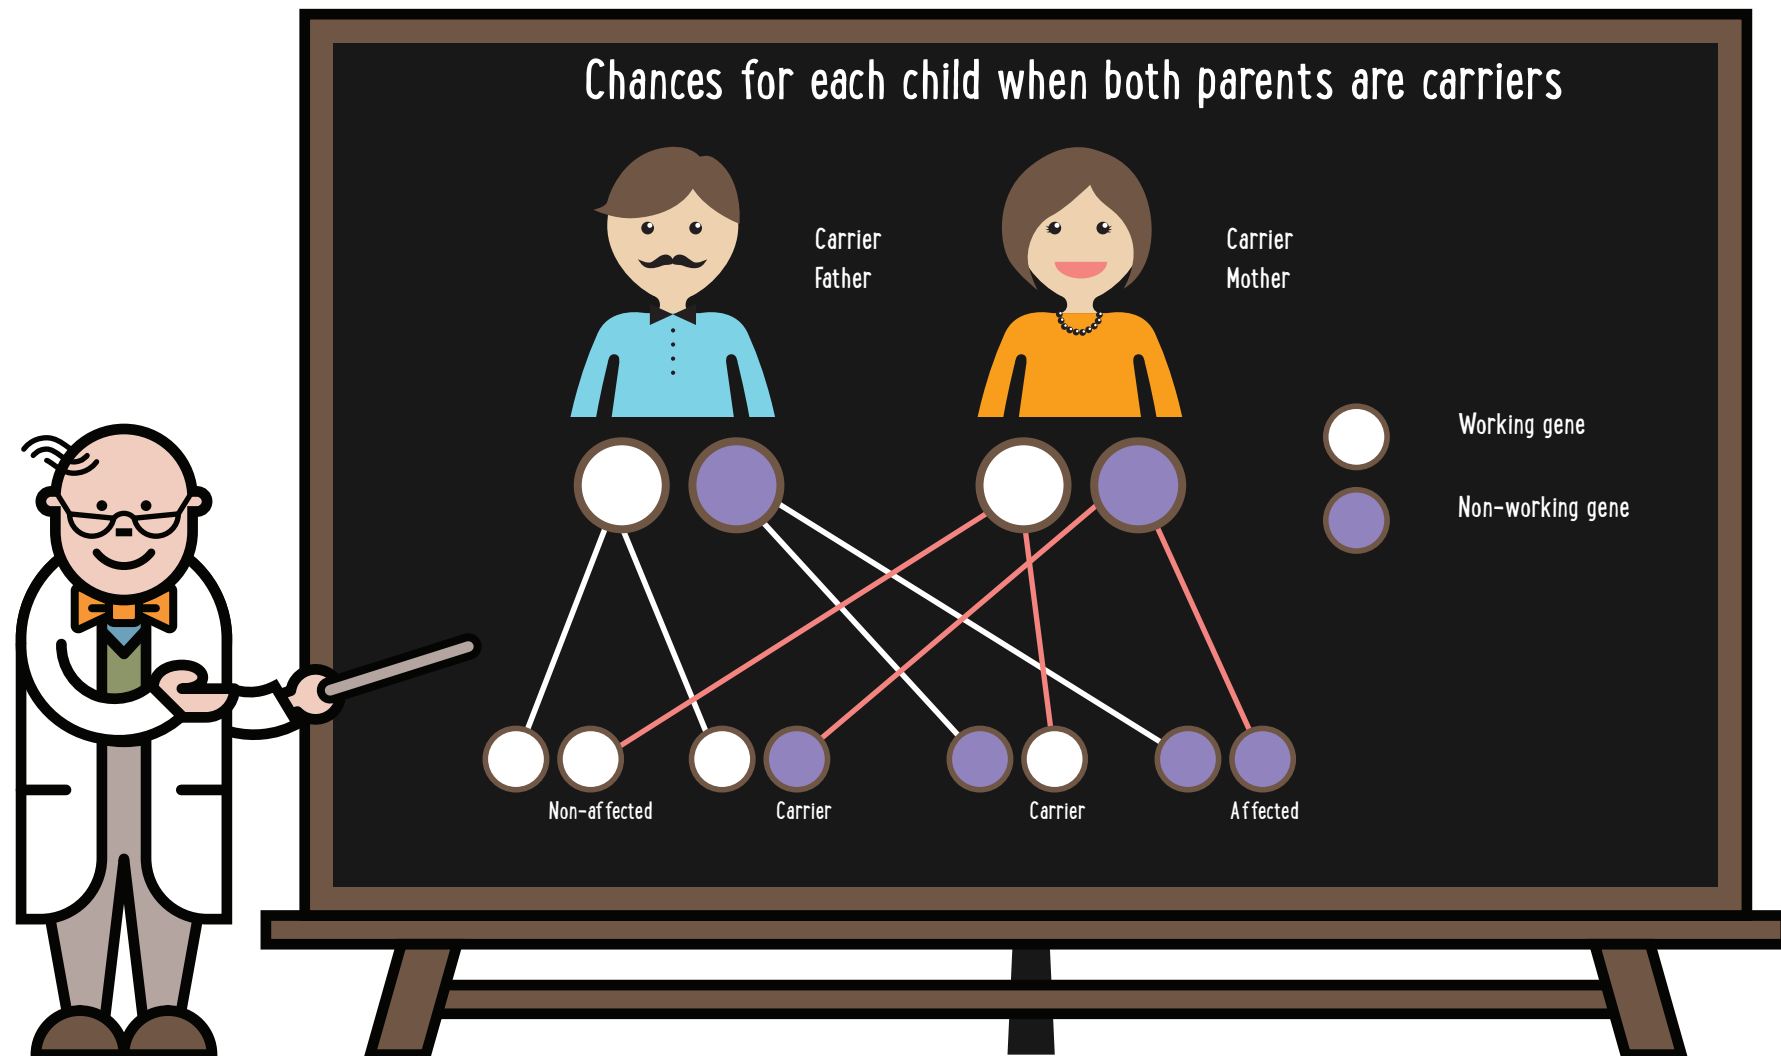 Chances for each child when both parents are carriers
Carrier
Father
Carrier
Mother
Working gene
Non-working gene
Non-affected
Carrier
Carrier
Affected